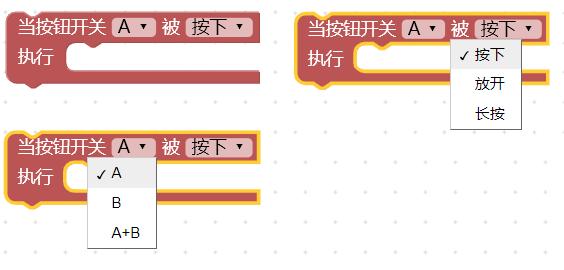 当按钮开关 A ▼ 被 按下 ▼
执行
当按钮开关 A ▼ 被 按下 ▼
执行
✓ 按下
放开
长按
当按钮开关 A ▼ 被 按下 ▼
执行
✓ A
B
A+B